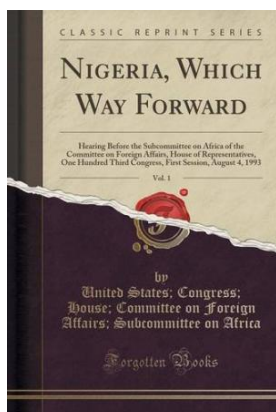 CLASSIC REPRINT SERIES
NIGERIA, WHICH
WAY FORWARD
Hearing Before the Subcommittee on Africa of the
Committee on Foreign Affairs, House of Representatives,
One Hundred Third Congress, First Session, August 4, 1993
Vol. 1
by
United States; Congress;
House; Committee on Foreign
Affairs; Subcommittee on Africa
Forgotten Books